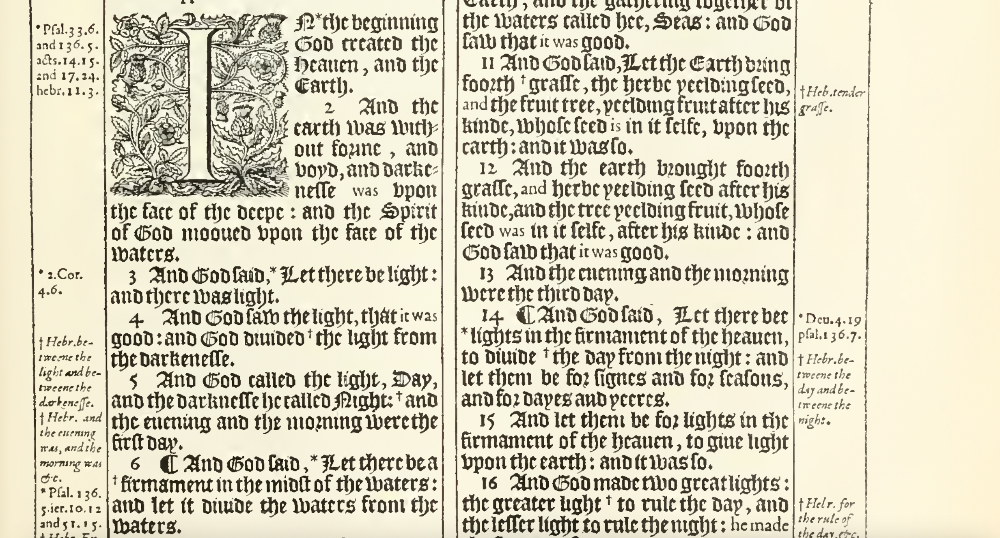 * Psal.33.6.
and 136.5.
acts.14.15.
and 17.24.
hebr.11.3.
* 2.Cor.
4.6.
† Hebr.be-
tweene the
light and be-
tweene the
darkenesse.
† Hebr. and
the euening
was, and the
morning was
&c.
* Psal. 136.
5.ier.10.12
and 51.15.
IN * the beginning
God created the
Heauen, and the
Earth.
2 And the
earth was with-
out forme, and
voyd, and darke-
nesse was vpon
the face of the deepe : and the Spirit
of God mooued vpon the face of the
waters.
3 And God said, * Let there be light :
and there was light.
4 And God saw the light, that it was
good : and God diuided † the light from
the darkenesse.
5 And God called the light, Day,
and the darknesse he called Night: † and
the euening and the morning were the
first day.
6 ¶ And God said, * Let there be a
† firmament in the midst of the waters :
and let it diuide the waters from the
waters.
Earth, and the gathering together of
the waters called hee, Seas : and God
saw that it was good.
11 And God said, Let the Earth bring
foorth † grasse, the herbe yeelding seed,
and the fruit tree, yeelding fruit after his
kinde, whose seed is in it selfe, vpon the
earth : and it was so.
12 And the earth brought foorth
grasse, and herbe yeelding seed after his
kinde, and the tree yeelding fruit, whose
seed was in it selfe, after his kinde : and
God saw that it was good.
13 And the euening and the morning
were the third day.
14 ¶ And God said, Let there bee
* lights in the firmament of the heauen,
to diuide † the day from the night : and
let them be for signes and for seasons,
and for dayes and yeeres.
15 And let them be for lights in the
firmament of the heauen, to giue light
vpon the earth : and it was so.
16 And God made two great lights :
the greater light † to rule the day, and
the lesser light to rule the night : he made
† Heb.tender
grasse.
* Deu.4.19
psal.136.7.
† Hebr.be-
tweene the
day and be-
tweene the
night.
† Hebr. for
the rule of
the day,&c.